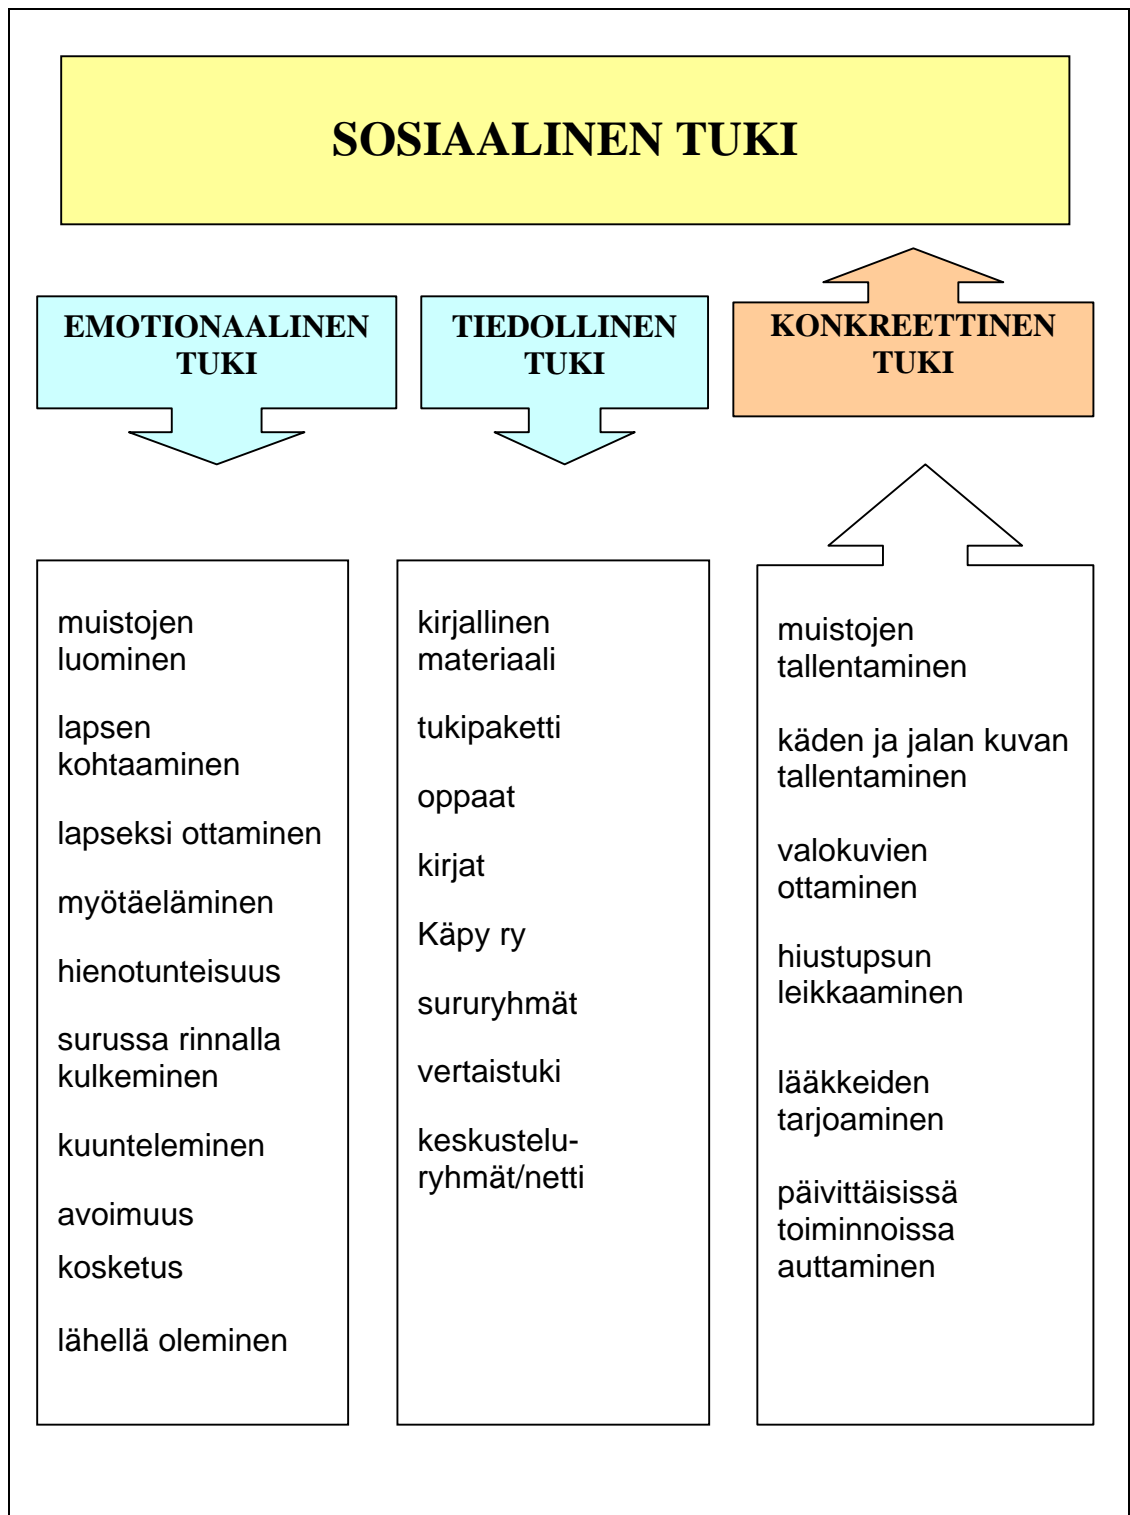 SOSIAALINEN TUKI
EMOTIONAALINEN
TUKI
TIEDOLLINEN
TUKI
KONKREETTINEN
TUKI
muistojen
luominen
lapsen
kohtaaminen
lapseksi ottaminen
myötäeläminen
hienotunteisuus
surussa rinnalla
kulkeminen
kuunteleminen
avoimuus
kosketus
lähellä oleminen
kirjallinen
materiaali
tukipaketti
oppaat
kirjat
Käpy ry
sururyhmät
vertaistuki
keskustelu-
ryhmät/netti
muistojen
tallentaminen
käden ja jalan kuvan
tallentaminen
valokuvien
ottaminen
hiustupsun
leikkaaminen
lääkkeiden
tarjoaminen
päivittäisissä
toiminnoissa
auttaminen